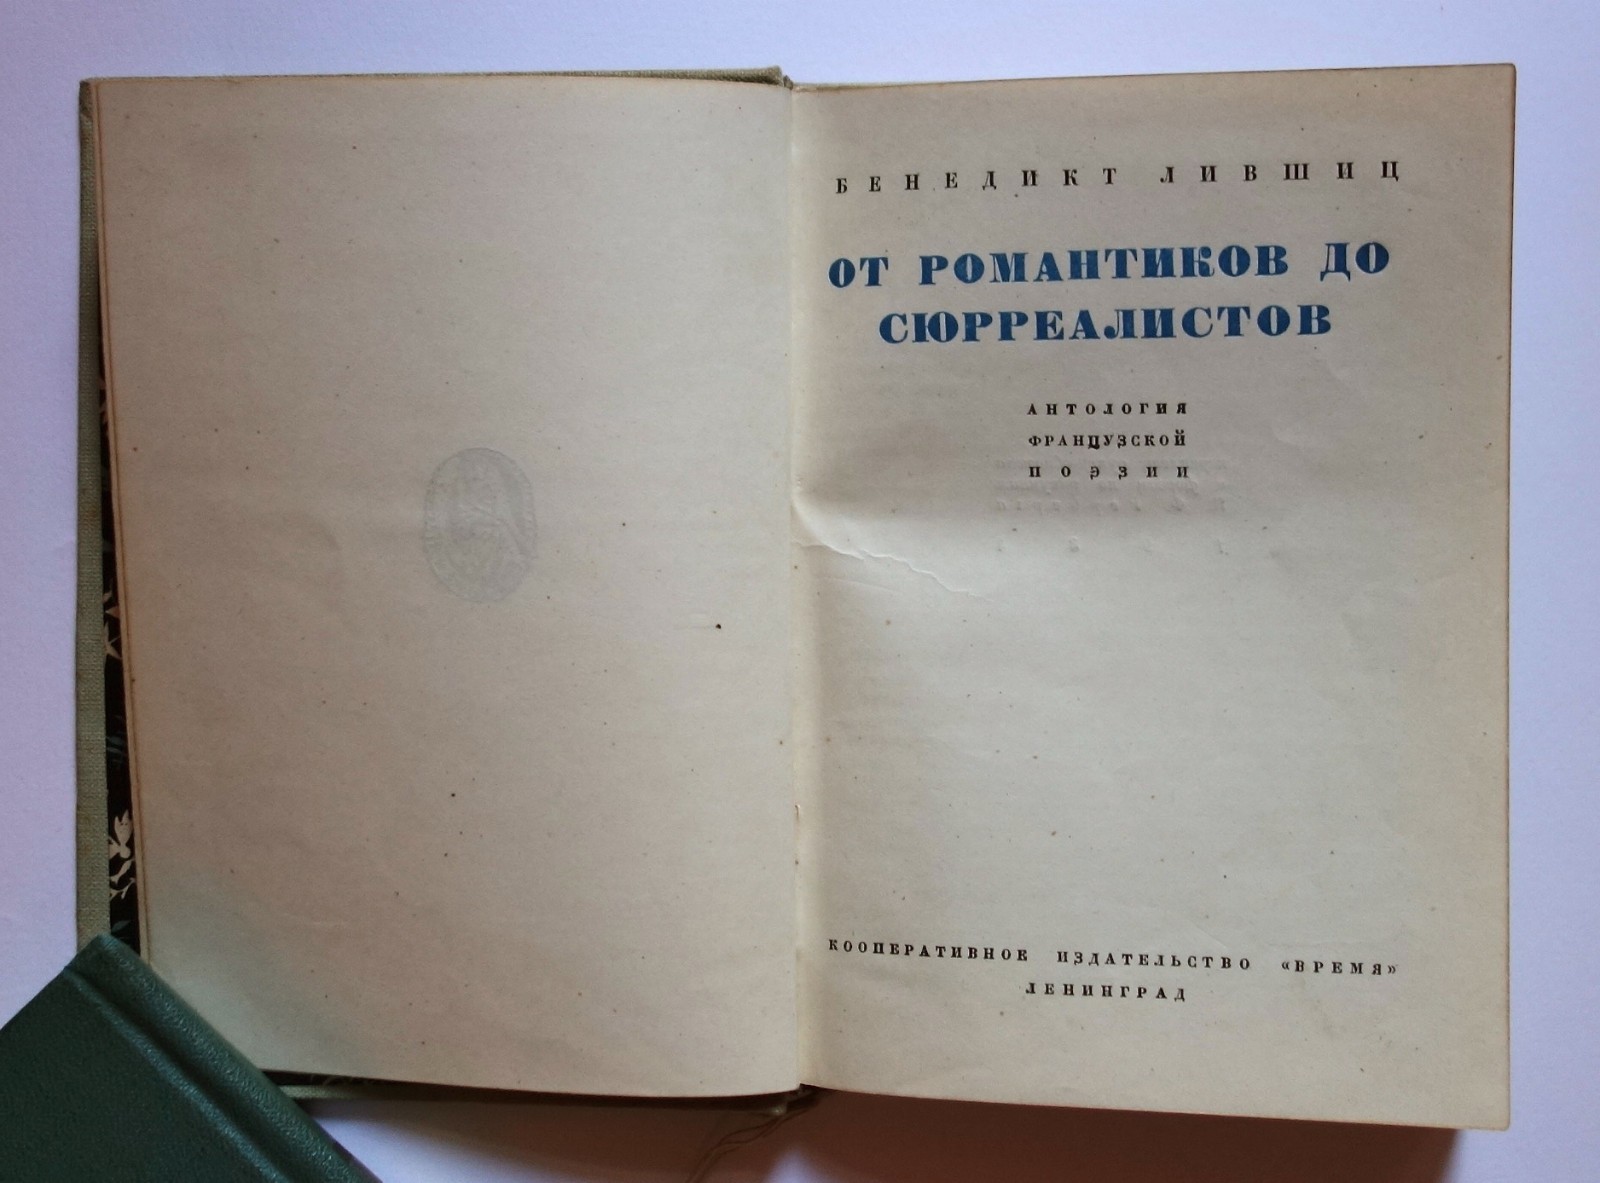 БЕНЕДИКТ ЛИВШИЦ
ОТ РОМАНТИКОВ ДО
СЮРРЕАЛИСТОВ
АНТОЛОГИЯ
ФРАНЦУЗСКОЙ
ПОЭЗИИ
КООПЕРАТИВНОЕ ИЗДАТЕЛЬСТВО «ВРЕМЯ»
ЛЕНИНГРАД